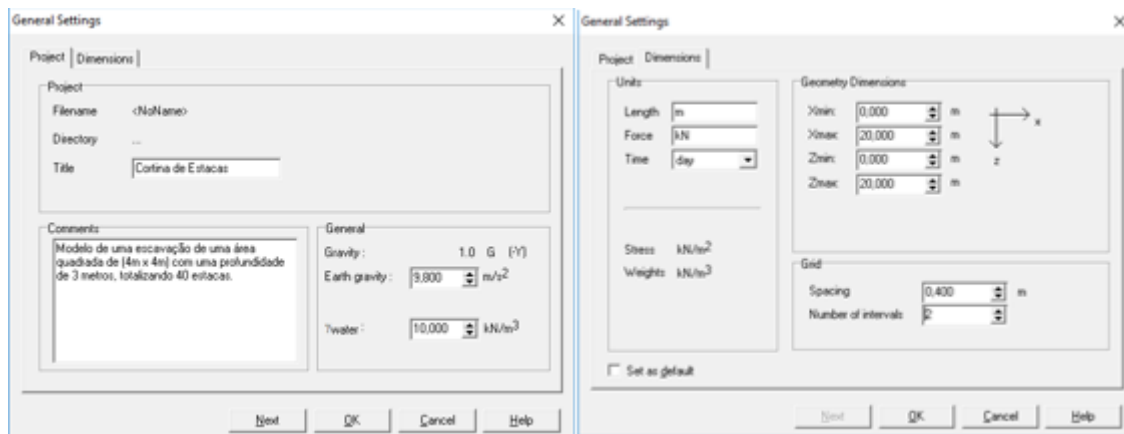 General Settings
Project Dimensions
Project
Filename <NoName>
Directory ...
Title Cortina de Estacas
Comments
Modelo de uma escavação de uma área
quadrada de (4m x 4m) com uma profundidade
de 3 metros, totalizando 40 estacas.
General
Gravity : 1.0 G (-Y)
Earth gravity : 9,800 m/s²
?water : 10,000 kN/m³
Next OK Cancel Help
General Settings
Project Dimensions
Units
Length m
Force kN
Time day
Stress kN/m²
Weights kN/m³
Geometry Dimensions
Xmin: 0,000 m
Xmax: 20,000 m
Zmin: 0,000 m
Zmax: 20,000 m
x
z
Grid
Spacing 0,400 m
Number of intervals 2
Set as default
Next OK Cancel Help